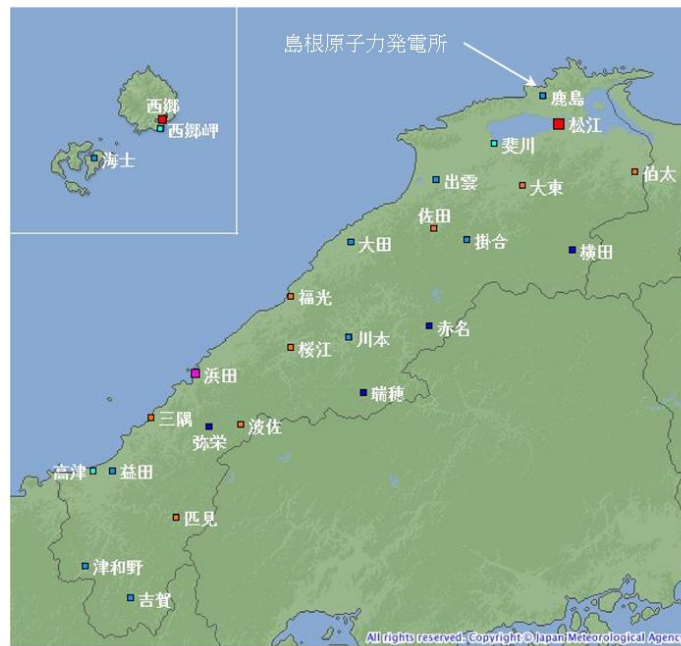 島根原子力発電所
鹿島
西郷
松江
西郷岬
斐川
海士
伯太
出雲
大東
佐田
大田
掛合
横田
福光
赤名
川本
桜江
浜田
瑞穂
三隅
波佐
弥栄
高津
益田
匹見
津和野
吉賀
All rights reserved. Copyright © Japan Meteorological Agency